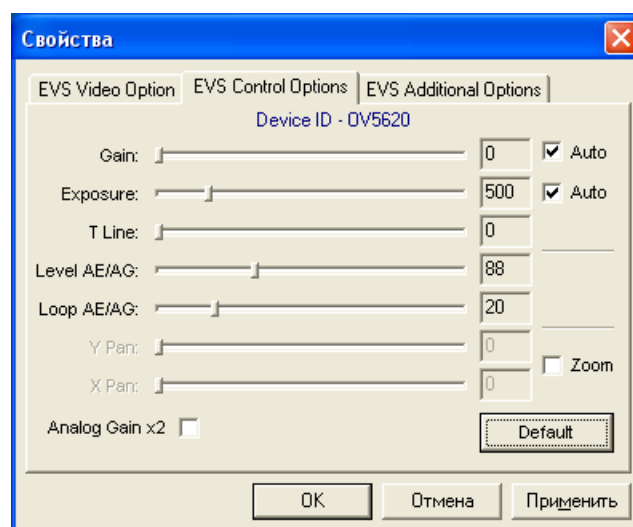 Свойства
EVS Video Option EVS Control Options EVS Additional Options
Device ID - OV5620
Gain: 0 Auto
Exposure: 500 Auto
T Line: 0
Level AE/AG: 88
Loop AE/AG: 20
Y Pan: 0
X Pan: 0 Zoom
Analog Gain x2 Default
OK Отмена Применить